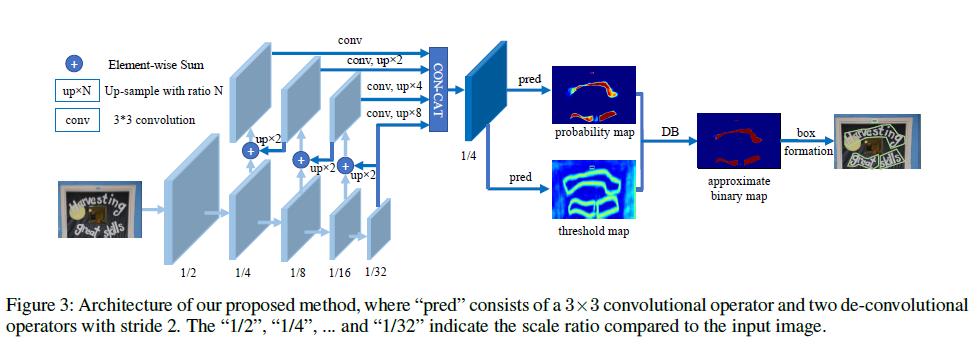 conv
conv, up×2
conv, up×4
conv, up×8
CON-CAT
+ Element-wise Sum
up×N Up-sample with ratio N
conv 3*3 convolution
up×2
up×2
up×2
+
+
+
1/4
pred
pred
probability map
threshold map
DB
approximate
binary map
box
formation
Harvesting
great skills
Harvesting
great skills
1/2
1/4
1/8
1/16
1/32
Figure 3: Architecture of our proposed method, where “pred” consists of a 3×3 convolutional operator and two de-convolutional
operators with stride 2. The “1/2”, “1/4”, ... and “1/32” indicate the scale ratio compared to the input image.